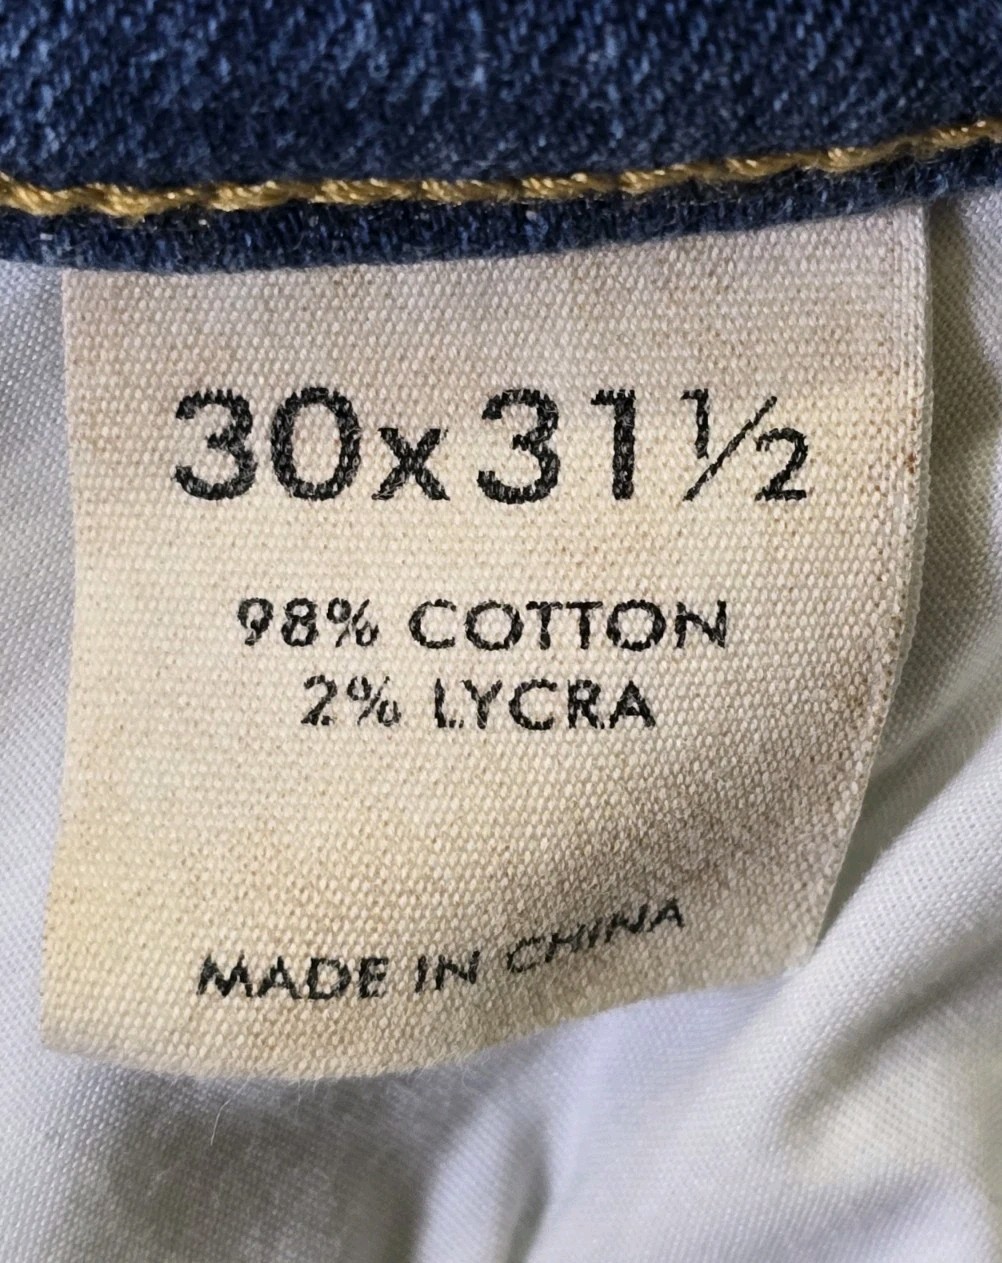 30x31½
98% COTTON
2% LYCRA
MADE IN CHINA